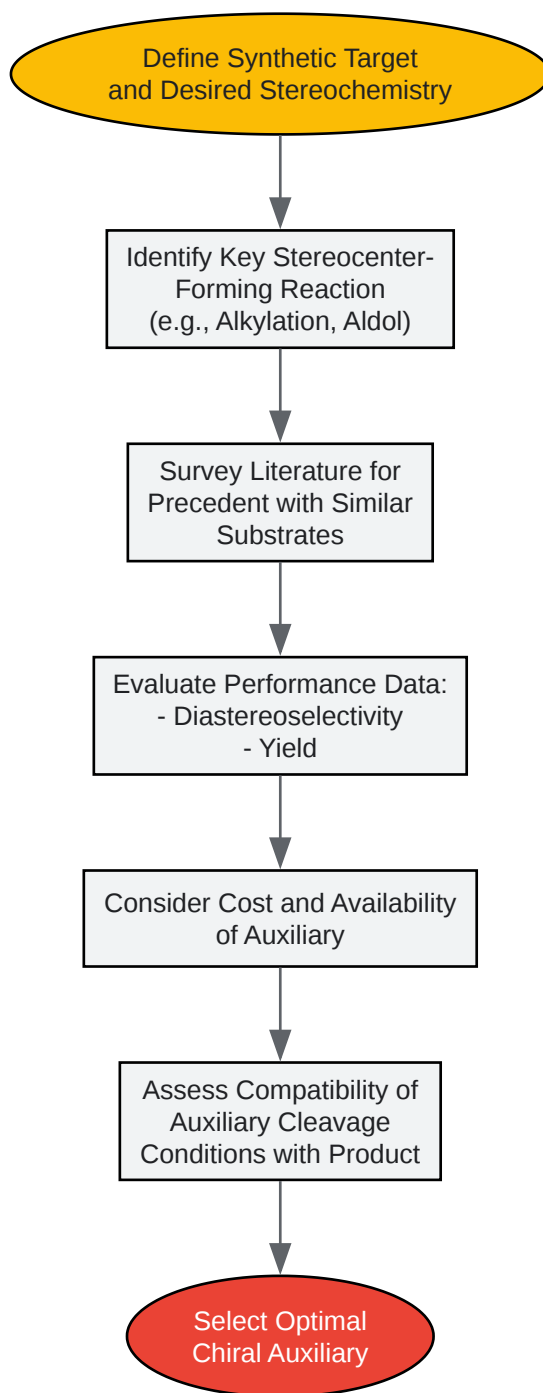 Define Synthetic Target
and Desired Stereochemistry
Identify Key Stereocenter-
Forming Reaction
(e.g., Alkylation, Aldol)
Survey Literature for
Precedent with Similar
Substrates
Evaluate Performance Data:
- Diastereoselectivity
- Yield
Consider Cost and Availability
of Auxiliary
Assess Compatibility of
Auxiliary Cleavage
Conditions with Product
Select Optimal
Chiral Auxiliary